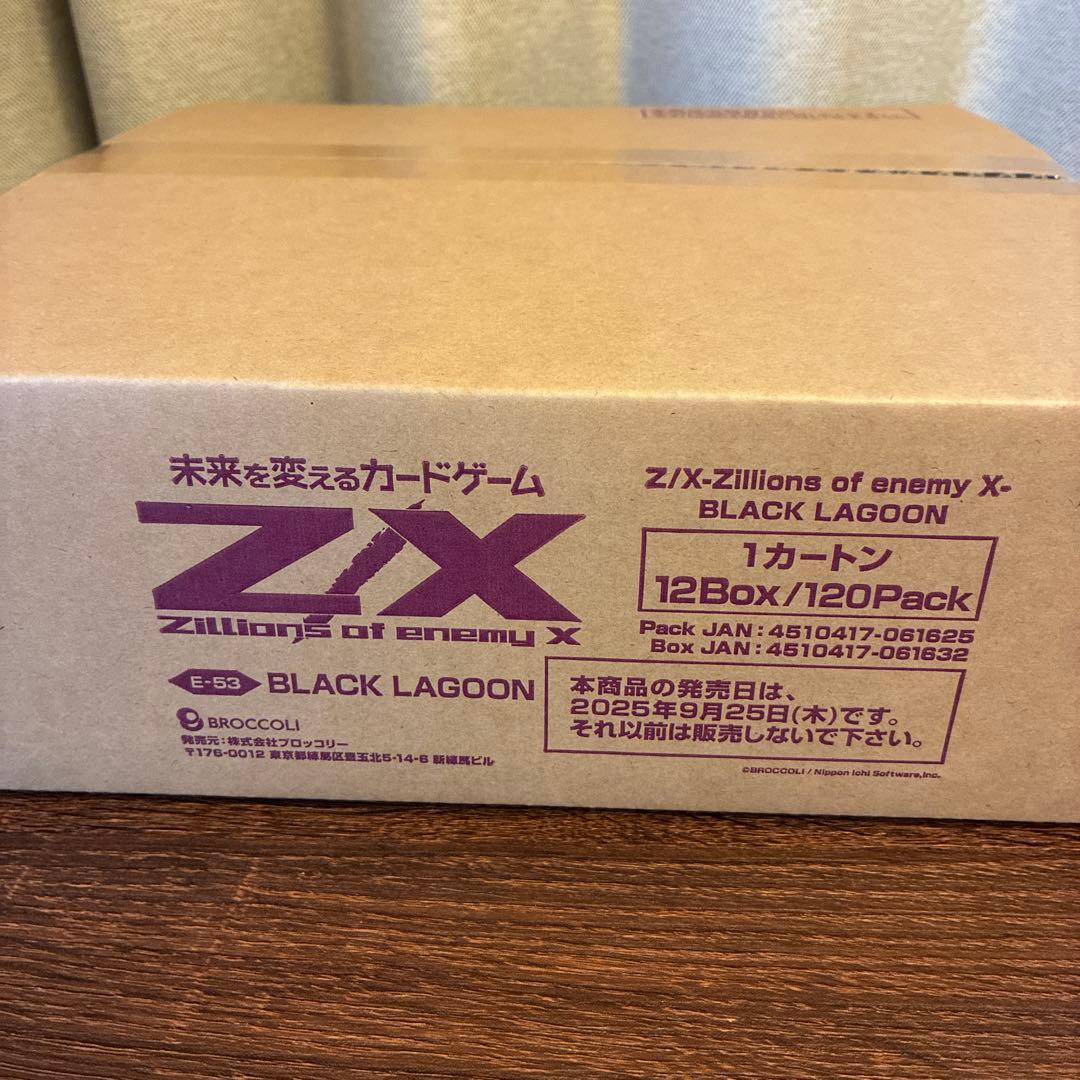 未来を変えるカードゲーム
Z/X
Zillions of enemy X
E-53 BLACK LAGOON
BROCCOLI
発売元:株式会社ブロッコリー
〒176-0012 東京都練馬区豊玉北5-14-6 新練馬ビル
Z/X-Zillions of enemy X-
BLACK LAGOON
1カートン
12Box/120Pack
Pack JAN:4510417-061625
Box JAN:4510417-061632
本商品の発売日は、
2025年9月25日(木)です。
それ以前は販売しないで下さい。
©BROCCOLI / Nippon Ichi Software,Inc.